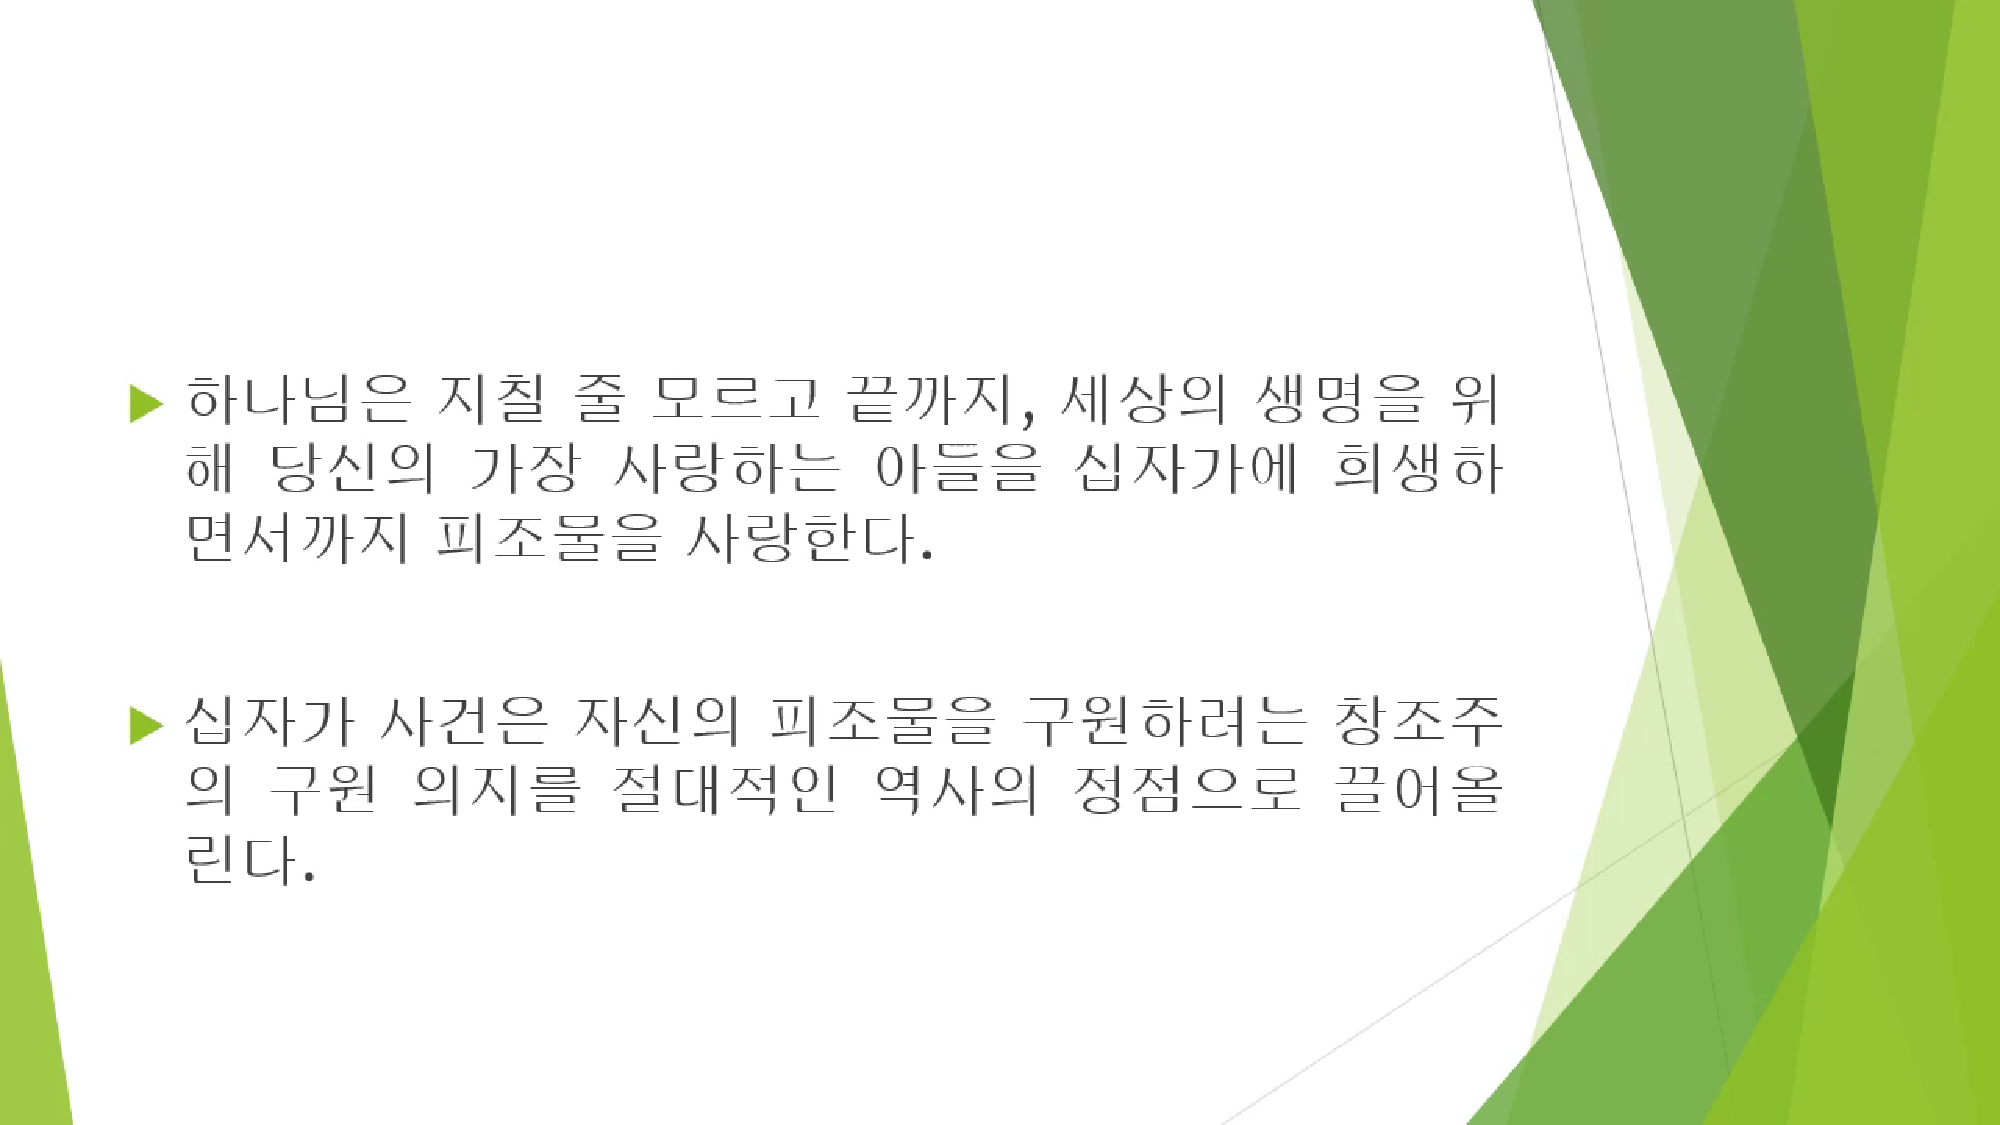 하나님은 지칠 줄 모르고 끝까지, 세상의 생명을 위
해 당신의 가장 사랑하는 아들을 십자가에 희생하
면서까지 피조물을 사랑한다.
십자가 사건은 자신의 피조물을 구원하려는 창조주
의 구원 의지를 절대적인 역사의 정점으로 끌어올
린다.